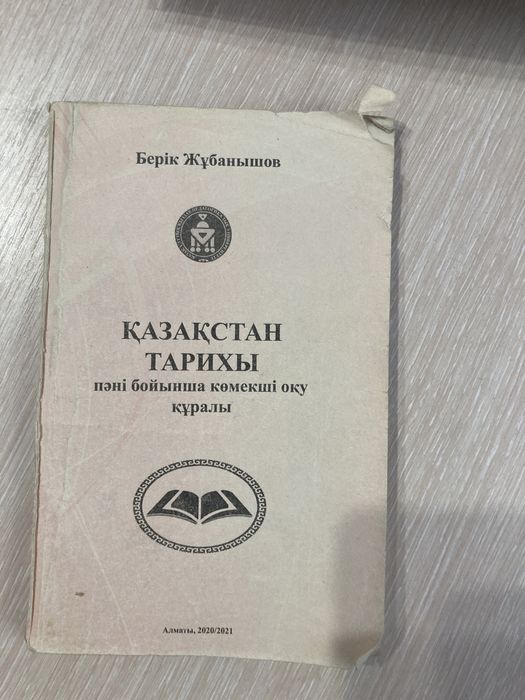 Берік Жұбанышов
ҚАЗАҚСТАН
ТАРИХЫ
пәні бойынша көмекші оқу
құралы
Алматы, 2020/2021